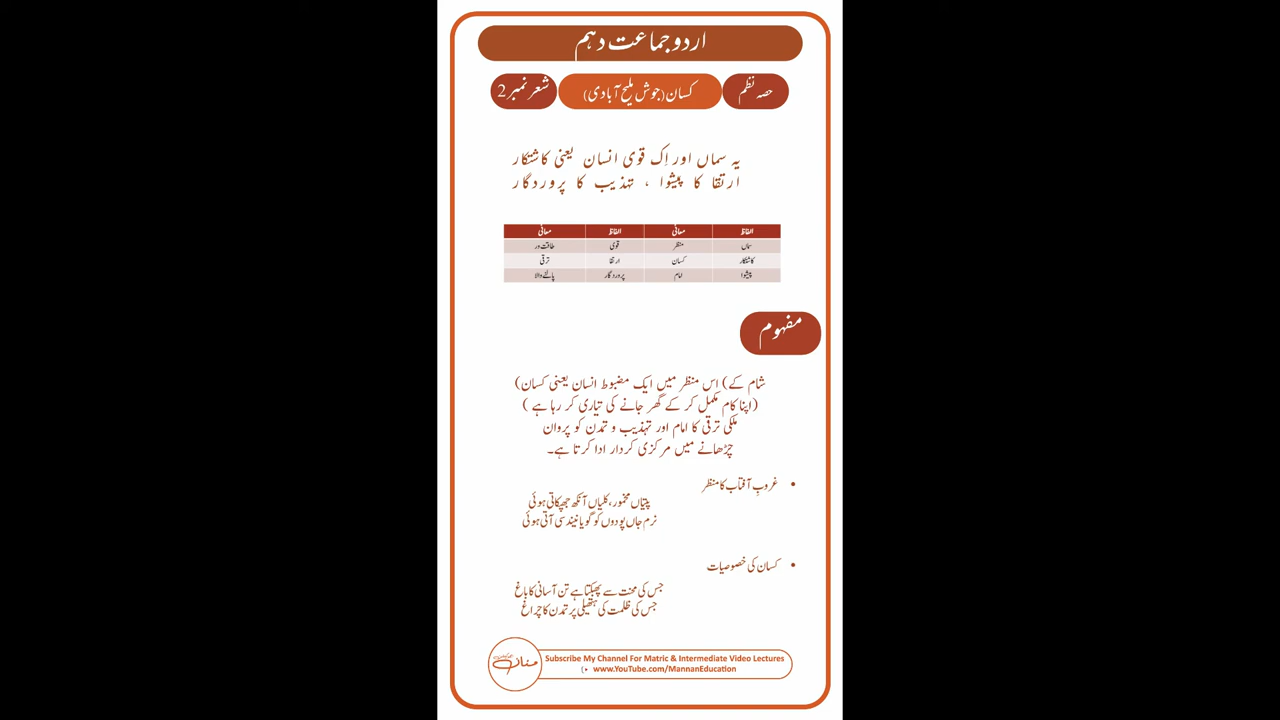 اردو جماعت دہم
حصہ نظم
کسان (جوش ملیح آبادی)
شعر نمبر 2
یہ سماں اور اِک قوی انسان یعنی کاشتکار
ارتقا کا پیشوا ، تہذیب کا پروردگار
الفاظ معانی الفاظ معانی
سماں منظر قوی طاقت ور
کاشتکار کسان ارتقا ترقی
پیشوا امام پروردگار پالنے والا
مفہوم
شام کے) اس منظر میں ایک مضبوط انسان یعنی کسان)
(اپنا کام مکمل کر کے گھر جانے کی تیاری کر رہا ہے )
ملکی ترقی کا امام اور تہذیب و تمدن کو پروان
چڑھانے میں مرکزی کردار ادا کرتا ہے۔
• غروبِ آفتاب کا منظر
پتیاں مخمور، کلیاں آنکھ جھپکاتی ہوئی
نرم جاں پودوں کو گویا نیند سی آتی ہوئی
• کسان کی خصوصیات
جس کی محنت سے پھبکتا ہے تن آسانی کا باغ
جس کی ظلمت کی ہتھیلی پر تمدن کا چراغ
منان
Subscribe My Channel For Matric & Intermediate Video Lectures
www.YouTube.com/MannanEducation